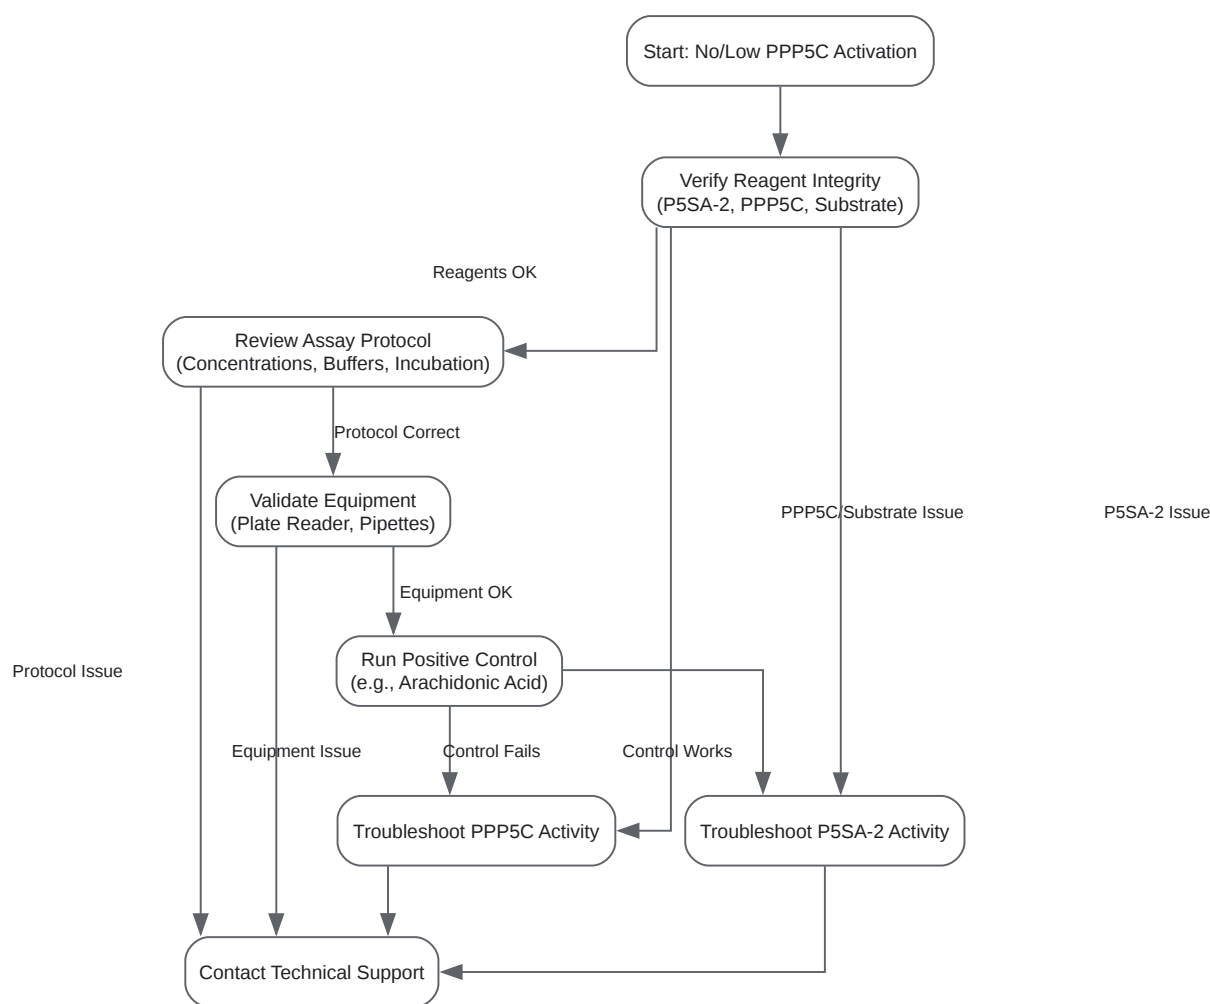 Start: No/Low PPP5C Activation
Verify Reagent Integrity
(P5SA-2, PPP5C, Substrate)
Reagents OK
Review Assay Protocol
(Concentrations, Buffers, Incubation)
Protocol Correct
Validate Equipment
(Plate Reader, Pipettes)
PPP5C/Substrate Issue
P5SA-2 Issue
Equipment OK
Run Positive Control
(e.g., Arachidonic Acid)
Protocol Issue
Equipment Issue
Control Fails
Control Works
Troubleshoot PPP5C Activity
Troubleshoot P5SA-2 Activity
Contact Technical Support